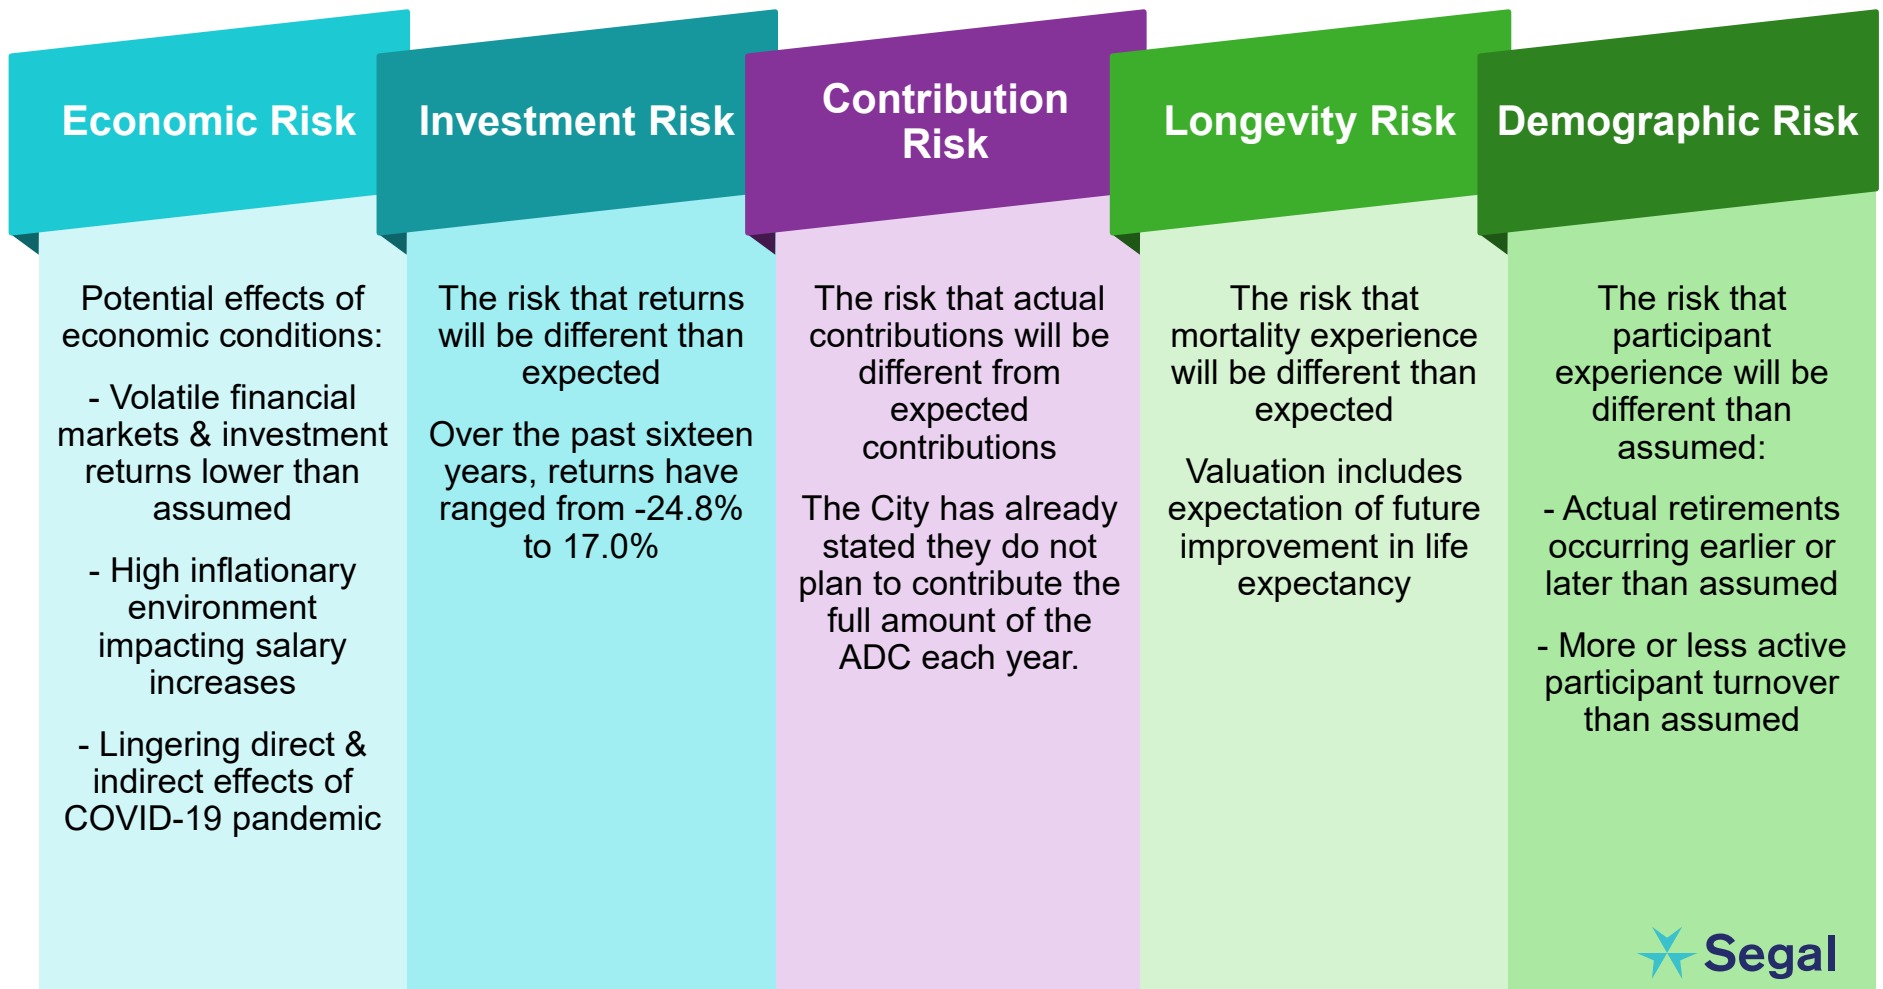 Economic Risk
Potential effects of
economic conditions:
- Volatile financial
markets & investment
returns lower than
assumed
- High inflationary
environment
impacting salary
increases
- Lingering direct &
indirect effects of
COVID-19 pandemic
Investment Risk
The risk that returns
will be different than
expected
Over the past sixteen
years, returns have
ranged from -24.8%
to 17.0%
Contribution
Risk
The risk that actual
contributions will be
different from
expected
contributions
The City has already
stated they do not
plan to contribute the
full amount of the
ADC each year.
Longevity Risk
The risk that
mortality experience
will be different than
expected
Valuation includes
expectation of future
improvement in life
expectancy
Demographic Risk
The risk that
participant
experience will be
different than
assumed:
- Actual retirements
occurring earlier or
later than assumed
- More or less active
participant turnover
than assumed
Segal